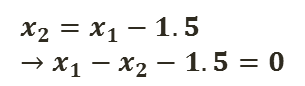 x₂ = x₁ − 1.5
→ x₁ − x₂ − 1.5 = 0